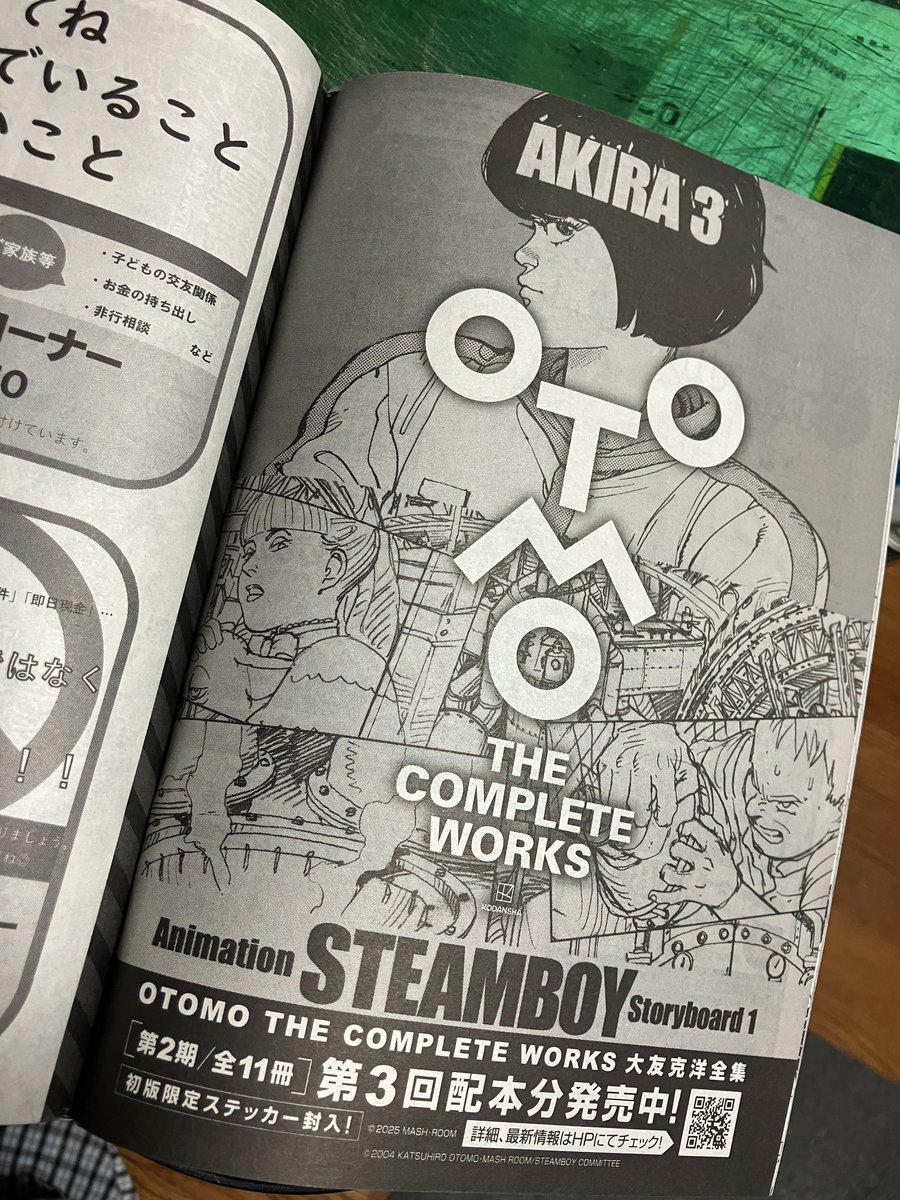 てね
でいること
いこと
家族等
・子どもの交友関係
・お金の持ち出し
・非行相談
など
ーナー
付けています。
件」「即日現金」…
はなく
！！
りましょう。
AKIRA 3
OTOMO
THE
COMPLETE
WORKS
KODANSHA
Animation STEAMBOY Storyboard 1
OTOMO THE COMPLETE WORKS 大友克洋全集
[第2期/全11冊] 第3回配本分発売中!
初版限定ステッカー封入!
©2025 MASH・ROOM 詳細、最新情報はHPにてチェック!
©2004 KATSUHIRO OTOMO・MASH ROOM/STEAMBOY COMMITTEE